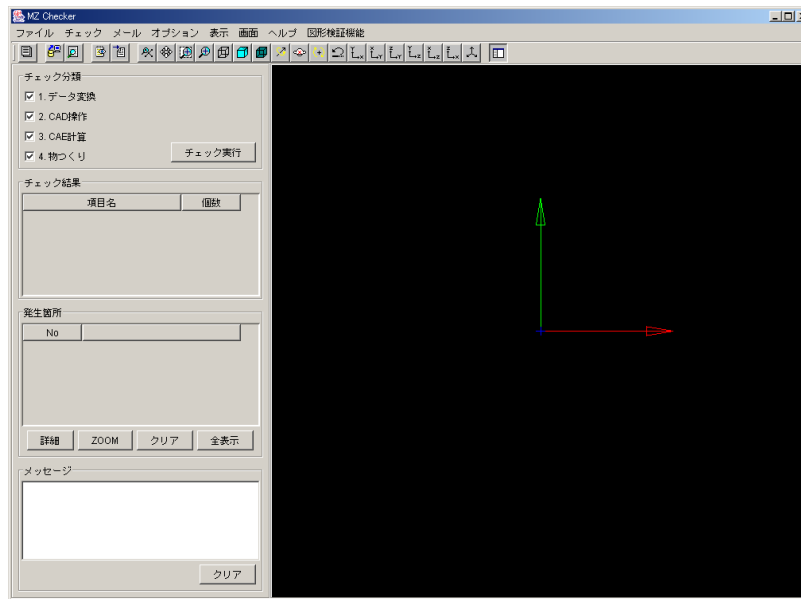 MZ Checker
ファイル チェック メール オプション 表示 画面 ヘルプ 図形検証機能
チェック分類
1. データ変換
2. CAD操作
3. CAE計算
4. 物つくり
チェック実行
チェック結果
項目名 個数
発生箇所
No
詳細 ZOOM クリア 全表示
メッセージ
クリア